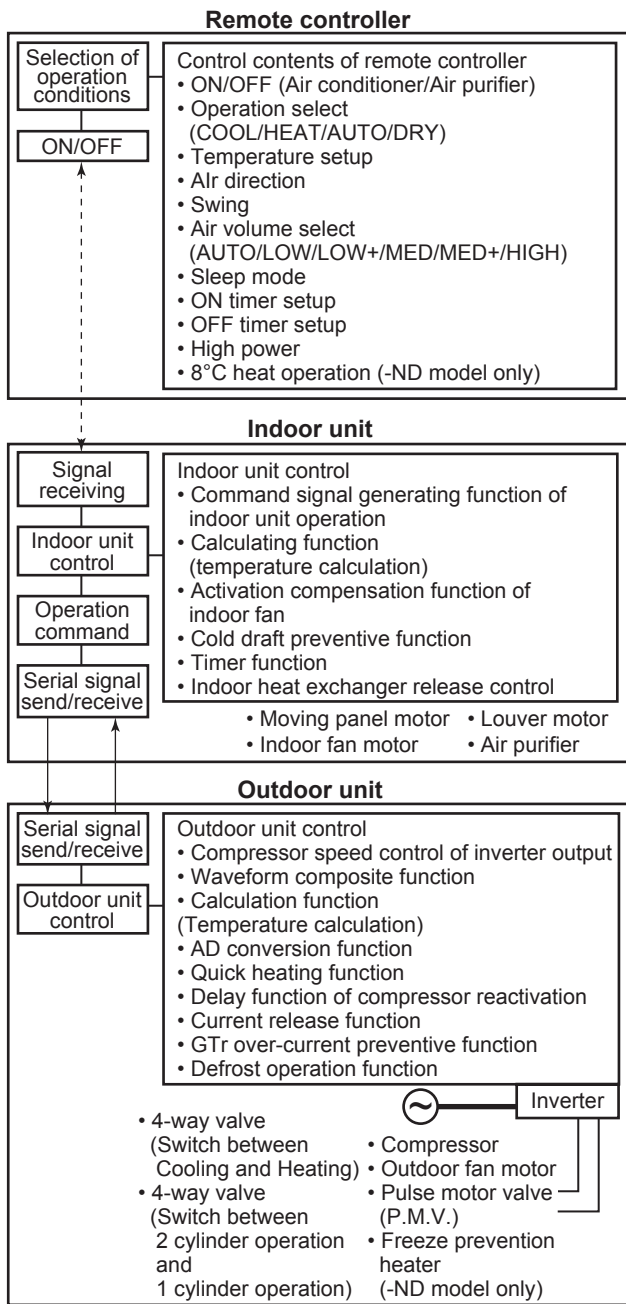 Remote controller
Selection of
operation
conditions
ON/OFF
Control contents of remote controller
• ON/OFF (Air conditioner/Air purifier)
• Operation select
(COOL/HEAT/AUTO/DRY)
• Temperature setup
• AIr direction
• Swing
• Air volume select
(AUTO/LOW/LOW+/MED/MED+/HIGH)
• Sleep mode
• ON timer setup
• OFF timer setup
• High power
• 8°C heat operation (-ND model only)
Indoor unit
Signal
receiving
Indoor unit
control
Operation
command
Serial signal
send/receive
Indoor unit control
• Command signal generating function of
indoor unit operation
• Calculating function
(temperature calculation)
• Activation compensation function of
indoor fan
• Cold draft preventive function
• Timer function
• Indoor heat exchanger release control
• Moving panel motor
• Indoor fan motor
• Louver motor
• Air purifier
Outdoor unit
Serial signal
send/receive
Outdoor unit
control
Outdoor unit control
• Compressor speed control of inverter output
• Waveform composite function
• Calculation function
(Temperature calculation)
• AD conversion function
• Quick heating function
• Delay function of compressor reactivation
• Current release function
• GTr over-current preventive function
• Defrost operation function
~
Inverter
• 4-way valve
(Switch between
Cooling and Heating)
• 4-way valve
(Switch between
2 cylinder operation
and
1 cylinder operation)
• Compressor
• Outdoor fan motor
• Pulse motor valve
(P.M.V.)
• Freeze prevention
heater
(-ND model only)